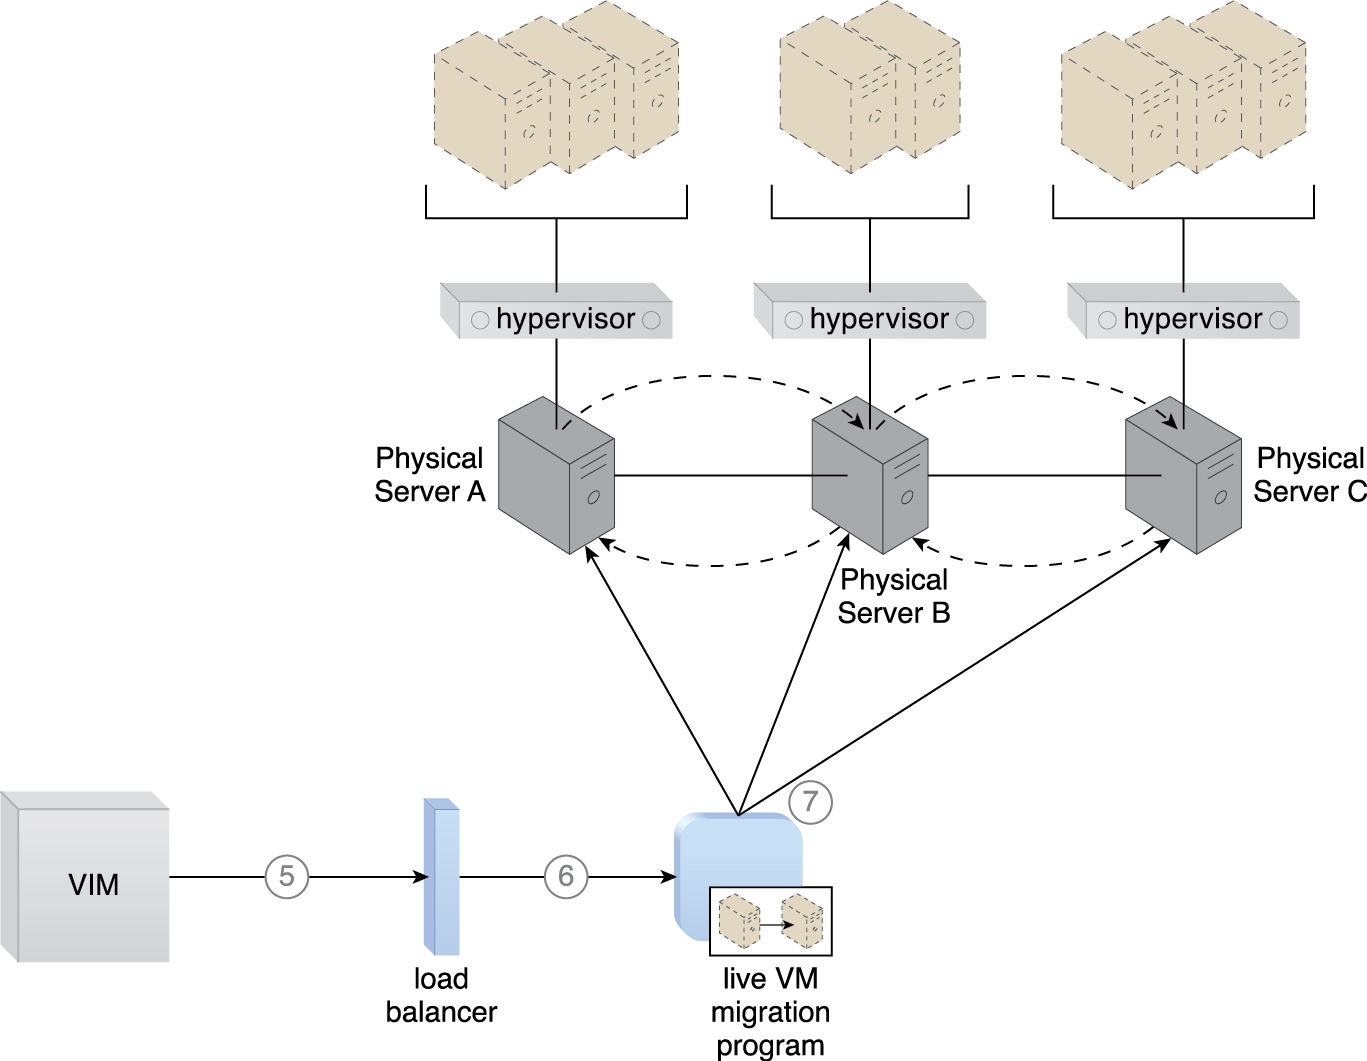 hypervisor
hypervisor
hypervisor
Physical
Server A
Physical
Server C
Physical
Server B
7
VIM
5
6
load
balancer
live VM
migration
program